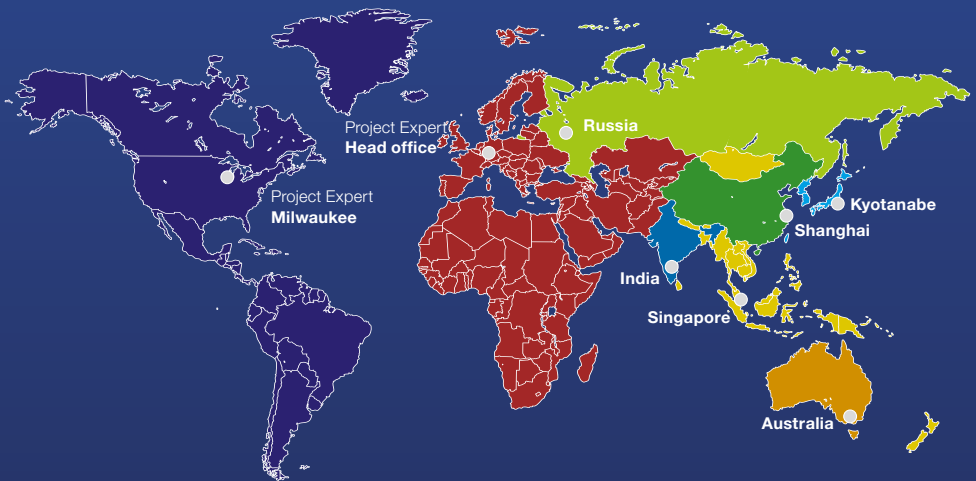 Project Expert
Head office
Russia
Project Expert
Milwaukee
Kyotanabe
Shanghai
India
Singapore
Australia